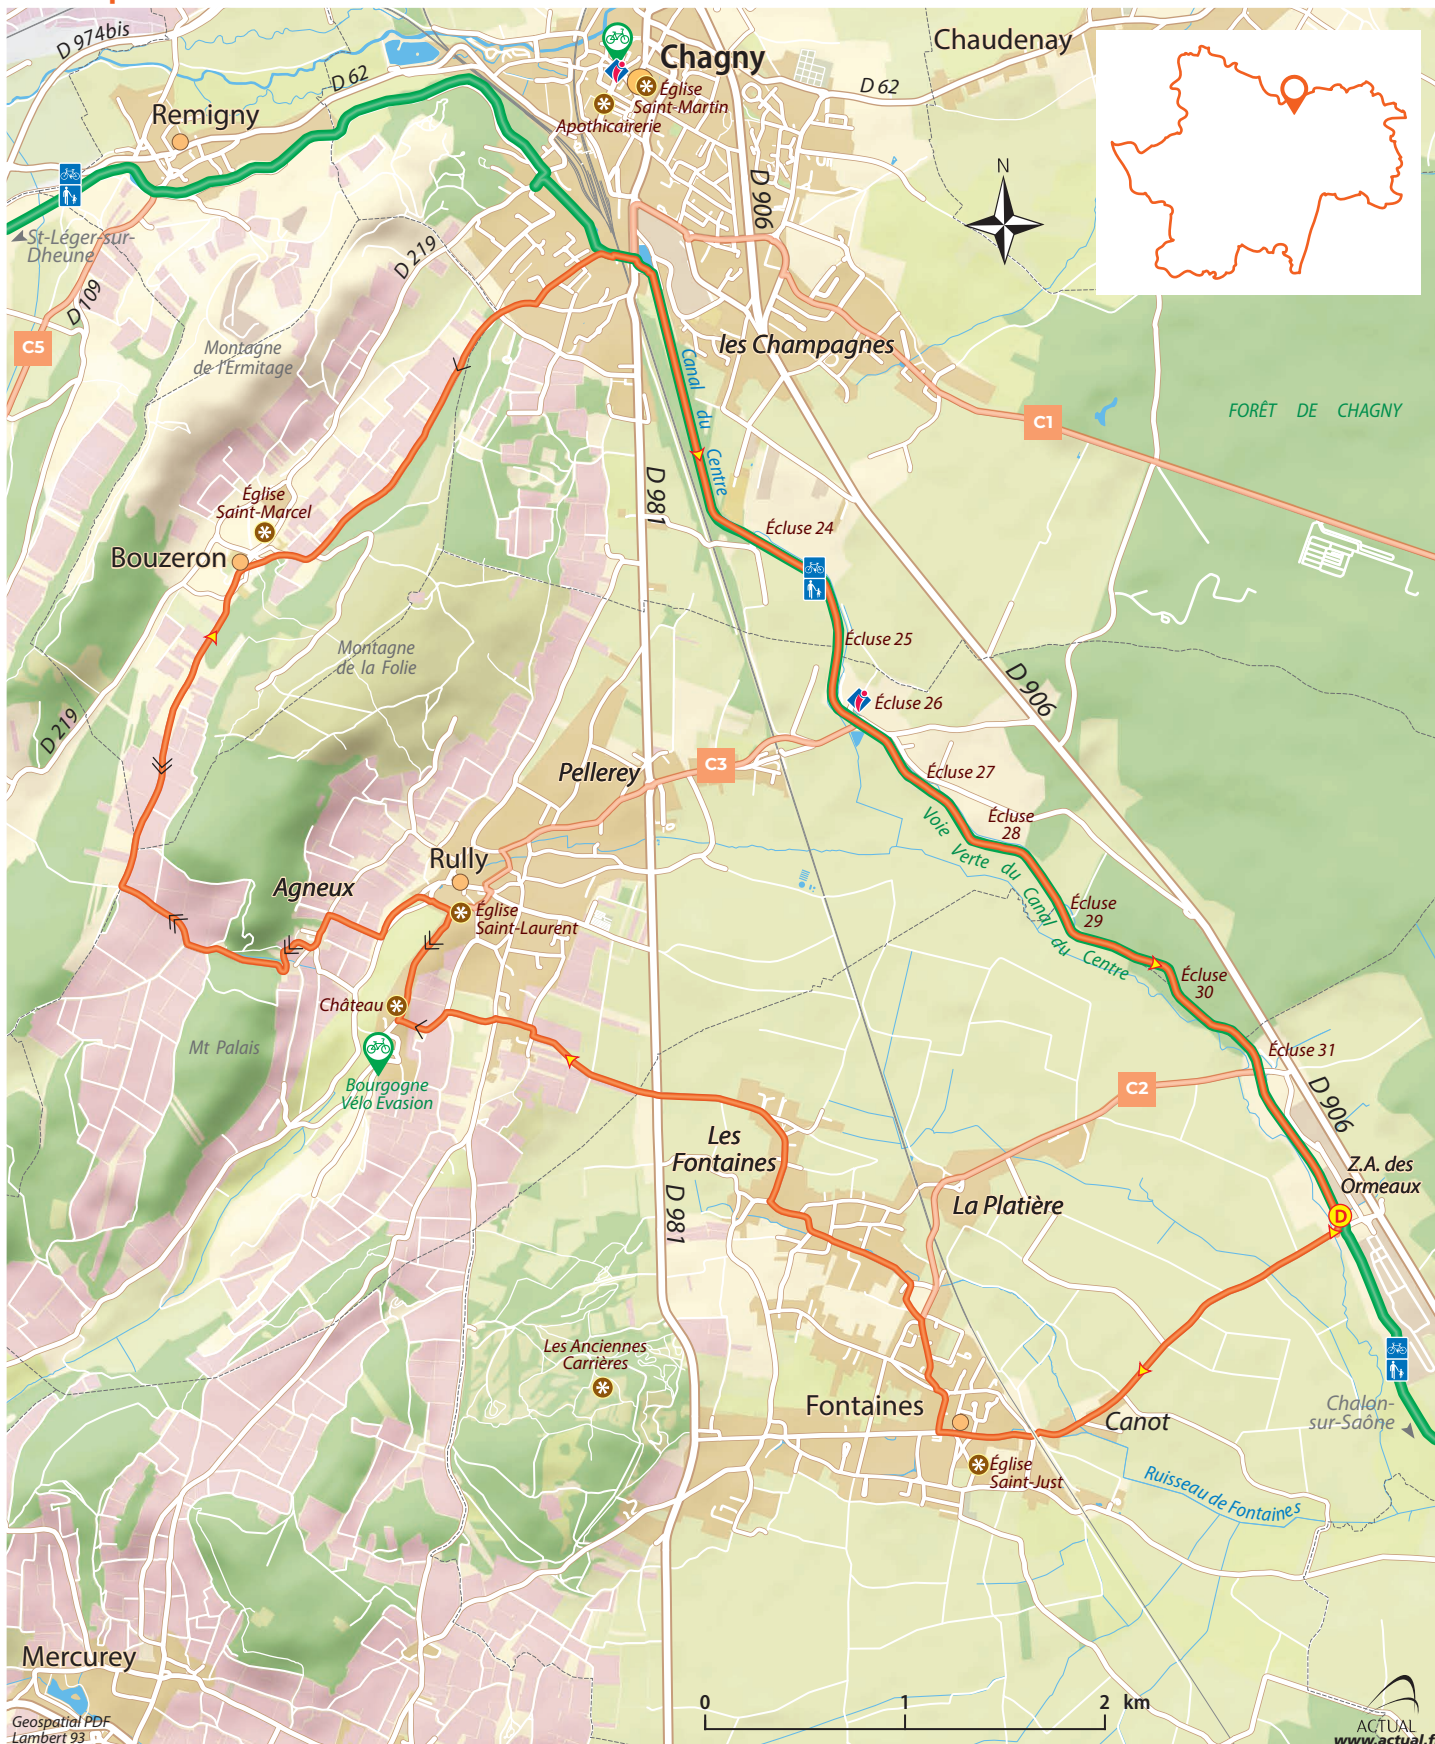 D 974bis
D 62
Chagny
Chaudenay
D 62
Remigny
Église
Saint-Martin
Apothicairerie
N
D 906
St-Léger-sur-
Dheune
D 219
D 109
C5
Montagne
de l'Ermitage
les Champagnes
Canal du Centre
C1
FORÊT DE CHAGNY
D 981
Église
Saint-Marcel
Écluse 24
Bouzeron
Écluse 25
Montagne
de la Folie
D 906
Écluse 26
D 219
Pellerey
C3
Écluse 27
Écluse
28
Voie Verte du Canal du Centre
Rully
Agneux
Écluse
29
Église
Saint-Laurent
Écluse
30
Château
Mt Palais
Écluse 31
Bourgogne
Vélo Evasion
C2
D 906
Les
Fontaines
Z.A. des
Ormeaux
D 981
La Platière
D
Les Anciennes
Carrières
Fontaines
Canot
Chalon-
sur-Saône
Église
Saint-Just
Ruisseau de Fontaines
Mercurey
0 1 2 km
Geospatial PDF
Lambert 93
ACTUAL
www.actual.f